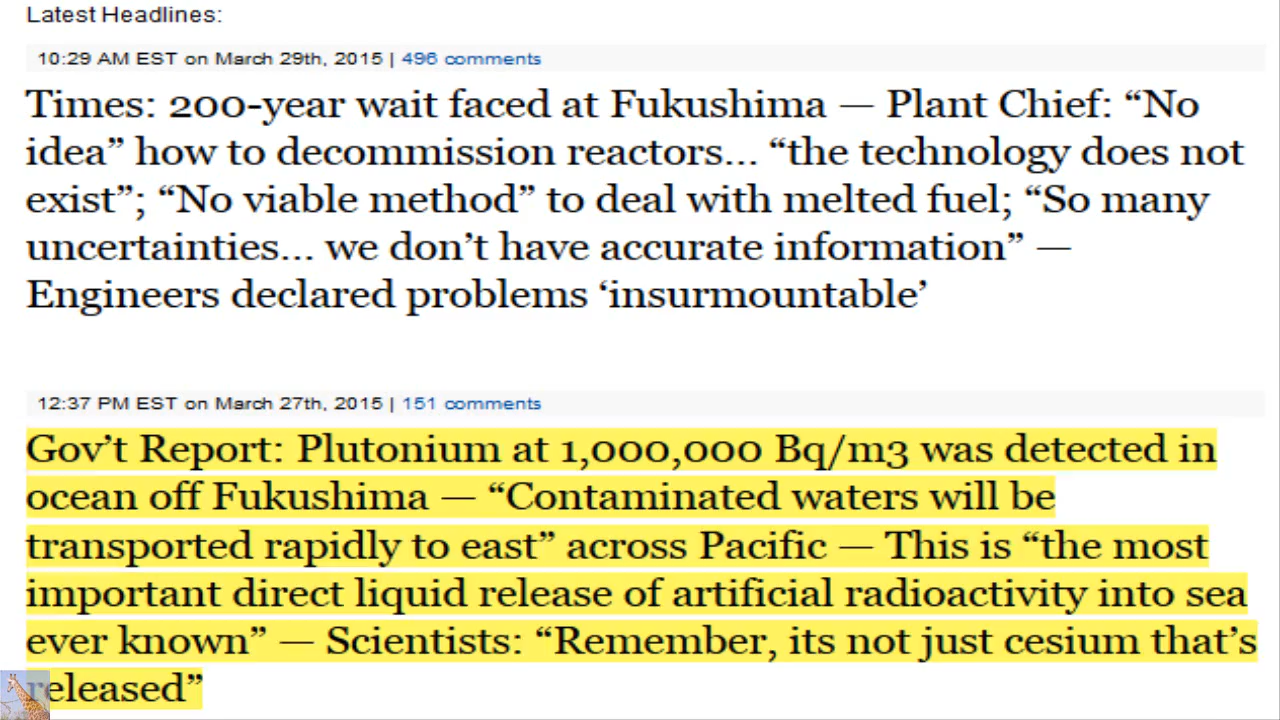 Latest Headlines:
10:29 AM EST on March 29th, 2015 | 496 comments
Times: 200-year wait faced at Fukushima — Plant Chief: “No
idea” how to decommission reactors... “the technology does not
exist”; “No viable method” to deal with melted fuel; “So many
uncertainties... we don’t have accurate information” —
Engineers declared problems ‘insurmountable’
12:37 PM EST on March 27th, 2015 | 151 comments
Gov’t Report: Plutonium at 1,000,000 Bq/m3 was detected in
ocean off Fukushima — “Contaminated waters will be
transported rapidly to east” across Pacific — This is “the most
important direct liquid release of artificial radioactivity into sea
ever known” — Scientists: “Remember, its not just cesium that’s
released”